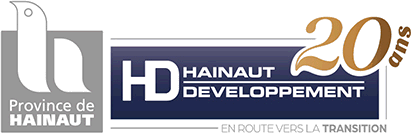 Province de
HAINAUT
HD HAINAUT
DEVELOPPEMENT
20 ans
EN ROUTE VERS LA TRANSITION